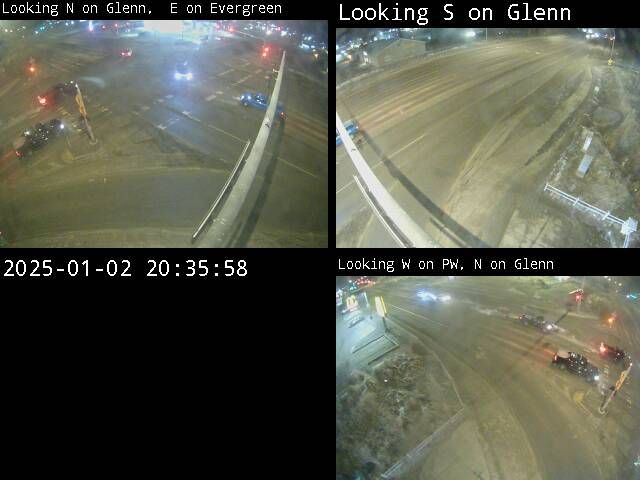 Looking N on Glenn,  E on Evergreen
Looking S on Glenn
2025-01-02 20:35:58
Looking W on PW, N on Glenn